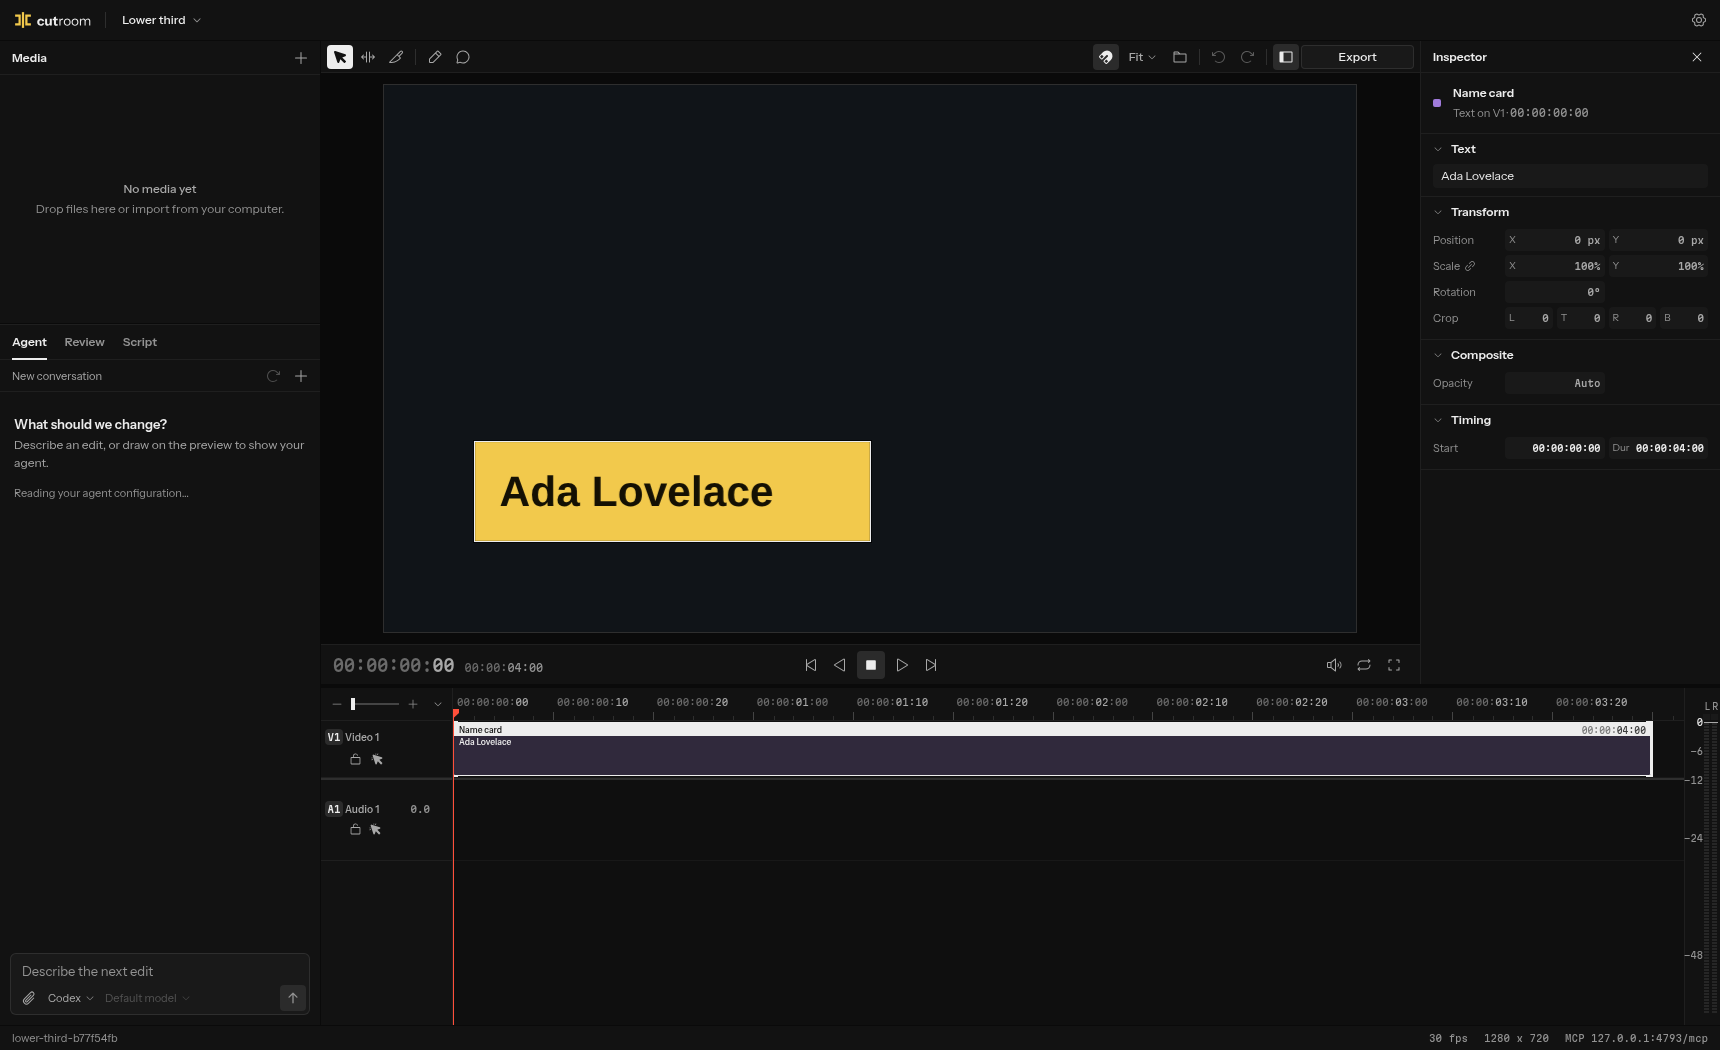 cutroom
Lower third
Media
No media yet
Drop files here or import from your computer.
Agent
Review
Script
New conversation
What should we change?
Describe an edit, or draw on the preview to show your
agent.
Reading your agent configuration...
Describe the next edit
Codex
Default model
lower-third-b77f54fb
Fit
Export
Ada Lovelace
00:00:00:00
00:00:04:00
00:00:00:00
00:00:00:10
00:00:00:20
00:00:01:00
00:00:01:10
00:00:01:20
00:00:02:00
00:00:02:10
00:00:02:20
00:00:03:00
00:00:03:10
00:00:03:20
V1 Video 1
Name card
00:00:04:00
Ada Lovelace
A1 Audio 1 0.0
L R
0
-6
-12
-24
-48
Inspector
Name card
Text on V1 · 00:00:00:00
Text
Ada Lovelace
Transform
Position X 0 px Y 0 px
Scale X 100% Y 100%
Rotation 0°
Crop L 0 T 0 R 0 B 0
Composite
Opacity Auto
Timing
Start 00:00:00:00 Dur 00:00:04:00
30 fps 1280 x 720 MCP 127.0.0.1:4793/mcp